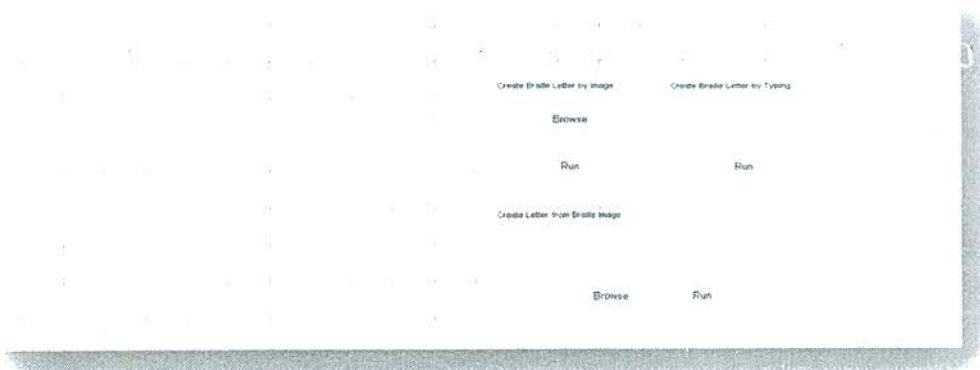 Create Braille Letter by Image
Create Braille Letter by Typing
Browse
Run
Run
Create Letter from Braille Image
Browse
Run